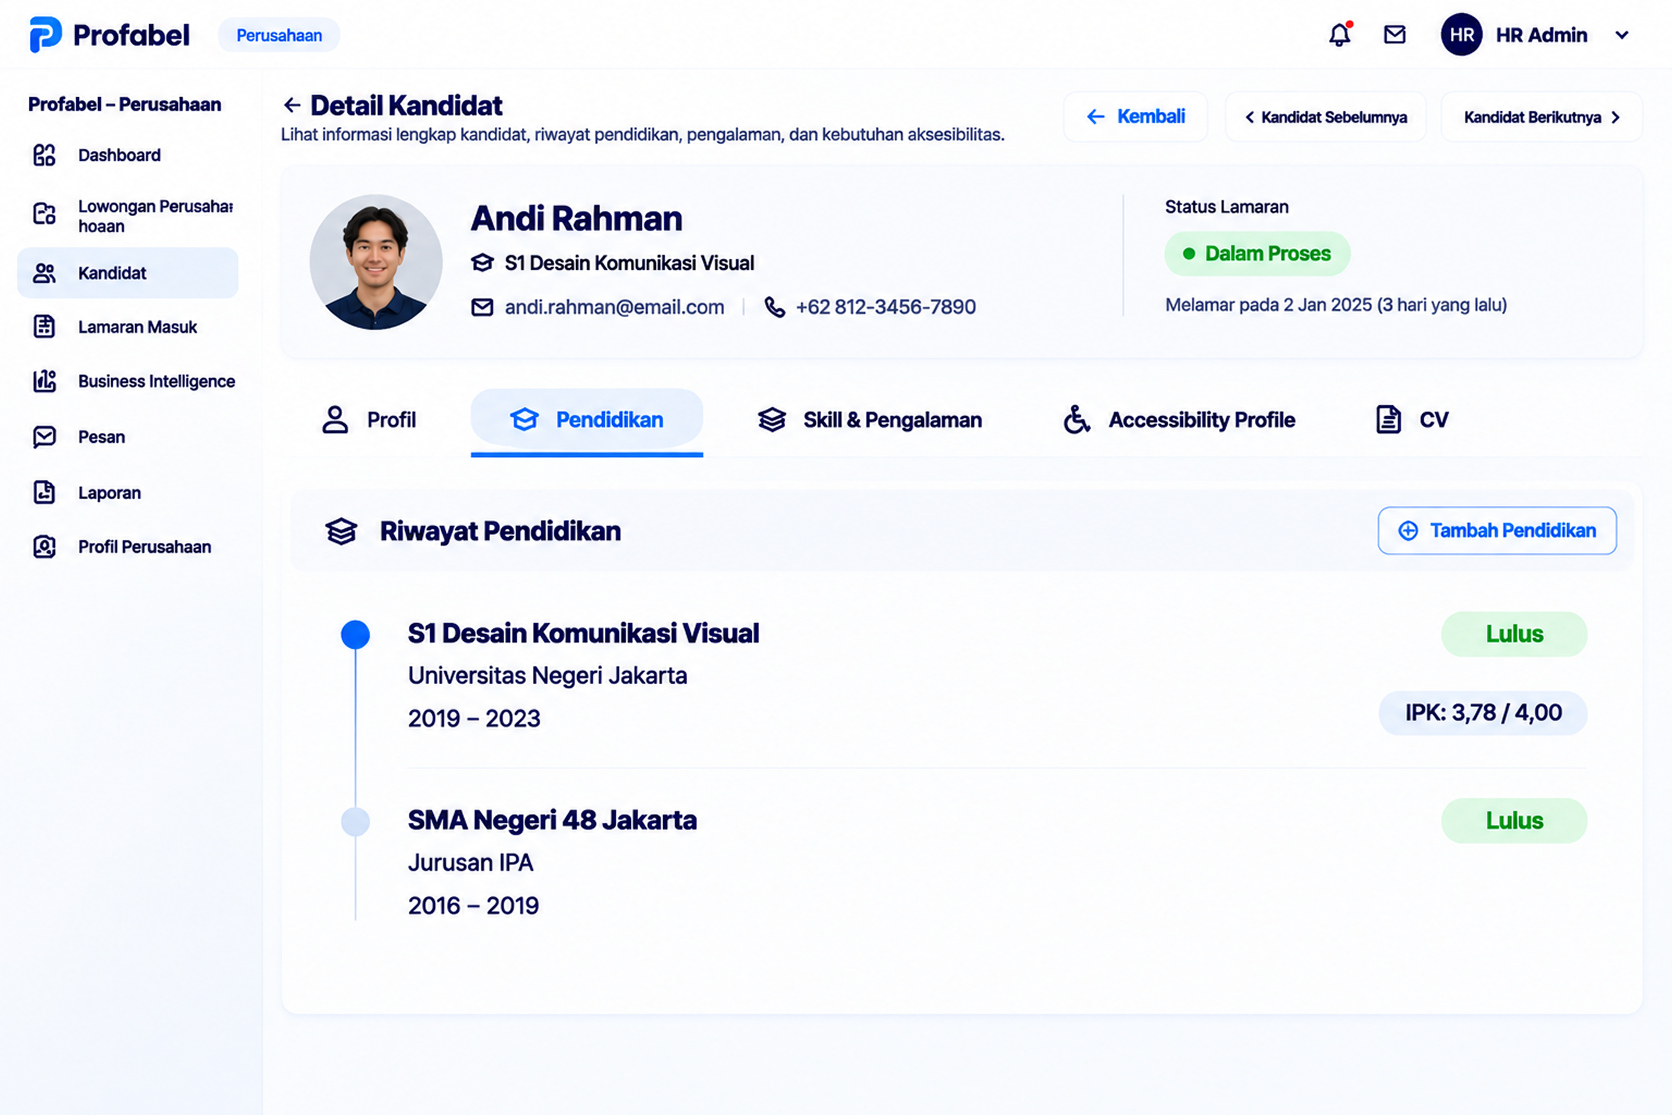 Profabel
Perusahaan
HR
HR Admin
Profabel – Perusahaan
Dashboard
Lowongan Perusahaa
hoaan
Kandidat
Lamaran Masuk
Business Intelligence
Pesan
Laporan
Profil Perusahaan
Detail Kandidat
Lihat informasi lengkap kandidat, riwayat pendidikan, pengalaman, dan kebutuhan aksesibilitas.
Kembali
Kandidat Sebelumnya
Kandidat Berikutnya
Andi Rahman
S1 Desain Komunikasi Visual
andi.rahman@email.com | +62 812-3456-7890
Status Lamaran
Dalam Proses
Melamar pada 2 Jan 2025 (3 hari yang lalu)
Profil
Pendidikan
Skill & Pengalaman
Accessibility Profile
CV
Riwayat Pendidikan
Tambah Pendidikan
S1 Desain Komunikasi Visual
Lulus
Universitas Negeri Jakarta
2019 – 2023
IPK: 3,78 / 4,00
SMA Negeri 48 Jakarta
Lulus
Jurusan IPA
2016 – 2019